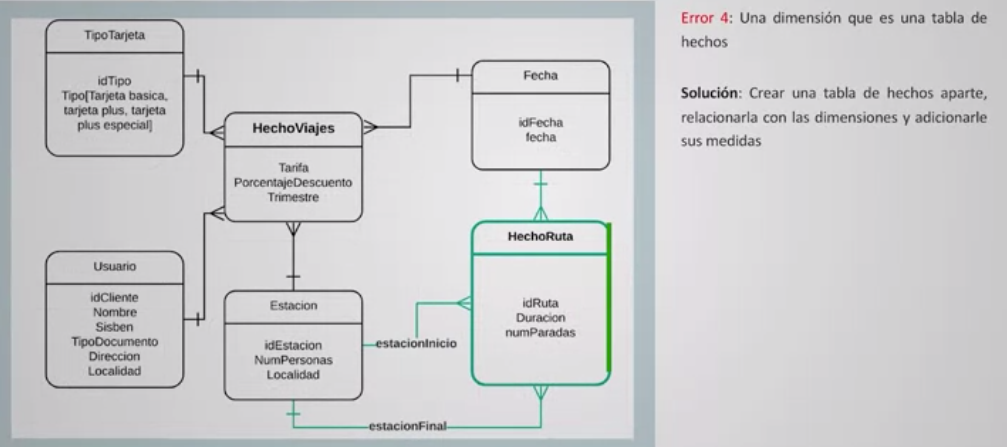 TipoTarjeta
idTipo
Tipo[Tarjeta basica,
tarjeta plus, tarjeta
plus especial]
HechoViajes
Tarifa
PorcentajeDescuento
Trimestre
Fecha
idFecha
fecha
HechoRuta
idRuta
Duracion
numParadas
Usuario
idCliente
Nombre
Sisben
TipoDocumento
Direccion
Localidad
Estacion
idEstacion
NumPersonas
Localidad
estacionInicio
estacionFinal
Error 4: Una dimensión que es una tabla de
hechos
Solución: Crear una tabla de hechos aparte,
relacionarla con las dimensiones y adicionarle
sus medidas